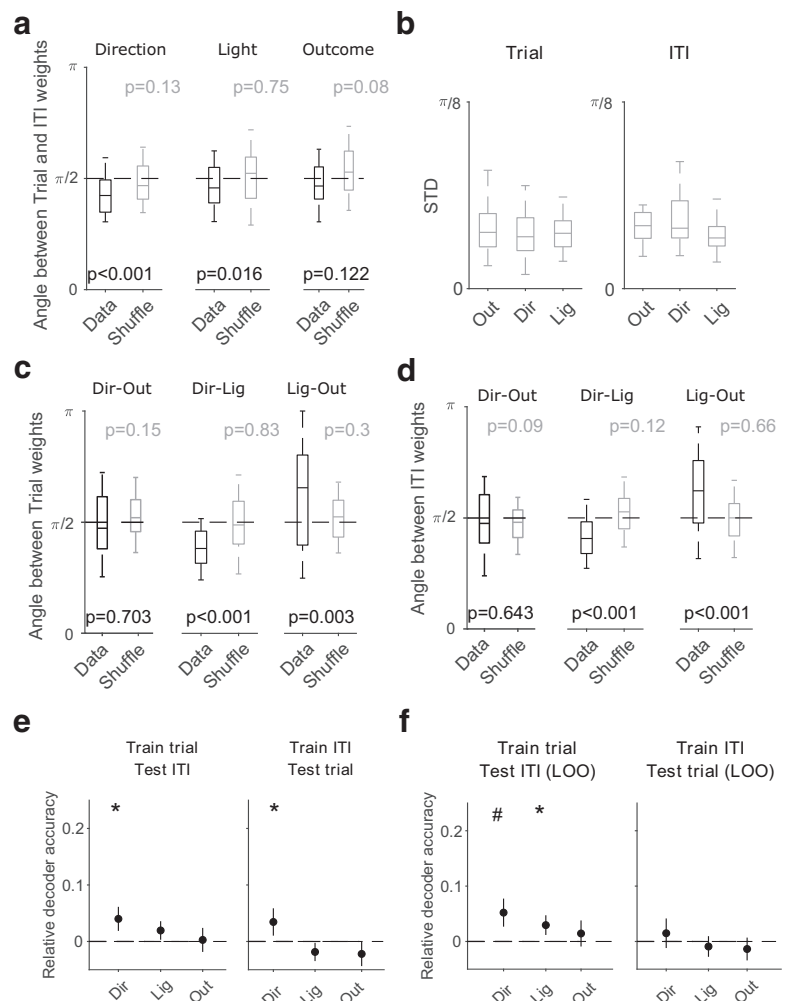 a
Direction Light Outcome
π
p=0.13 p=0.75 p=0.08
π/2
p<0.001 p=0.016 p=0.122
0
Angle between Trial and ITI weights
Data Shuffle Data Shuffle Data Shuffle
b
Trial ITI
π/8 π/8
STD
0 0
Out Dir Lig Out Dir Lig
c
Dir-Out Dir-Lig Lig-Out
π
p=0.15 p=0.83 p=0.3
π/2
p=0.703 p<0.001 p=0.003
0
Angle between Trial weights
Data Shuffle Data Shuffle Data Shuffle
d
Dir-Out Dir-Lig Lig-Out
π
p=0.09 p=0.12 p=0.66
π/2
p=0.643 p<0.001 p<0.001
0
Angle between ITI weights
Data Shuffle Data Shuffle Data Shuffle
e
Train trial
Test ITI
Train ITI
Test trial
* *
0.2
0.1
0
Relative decoder accuracy
Dir Lig Out Dir Lig Out
f
Train trial
Test ITI (LOO)
Train ITI
Test trial (LOO)
# *
0.2
0.1
0
Relative decoder accuracy
Dir Lig Out Dir Lig Out